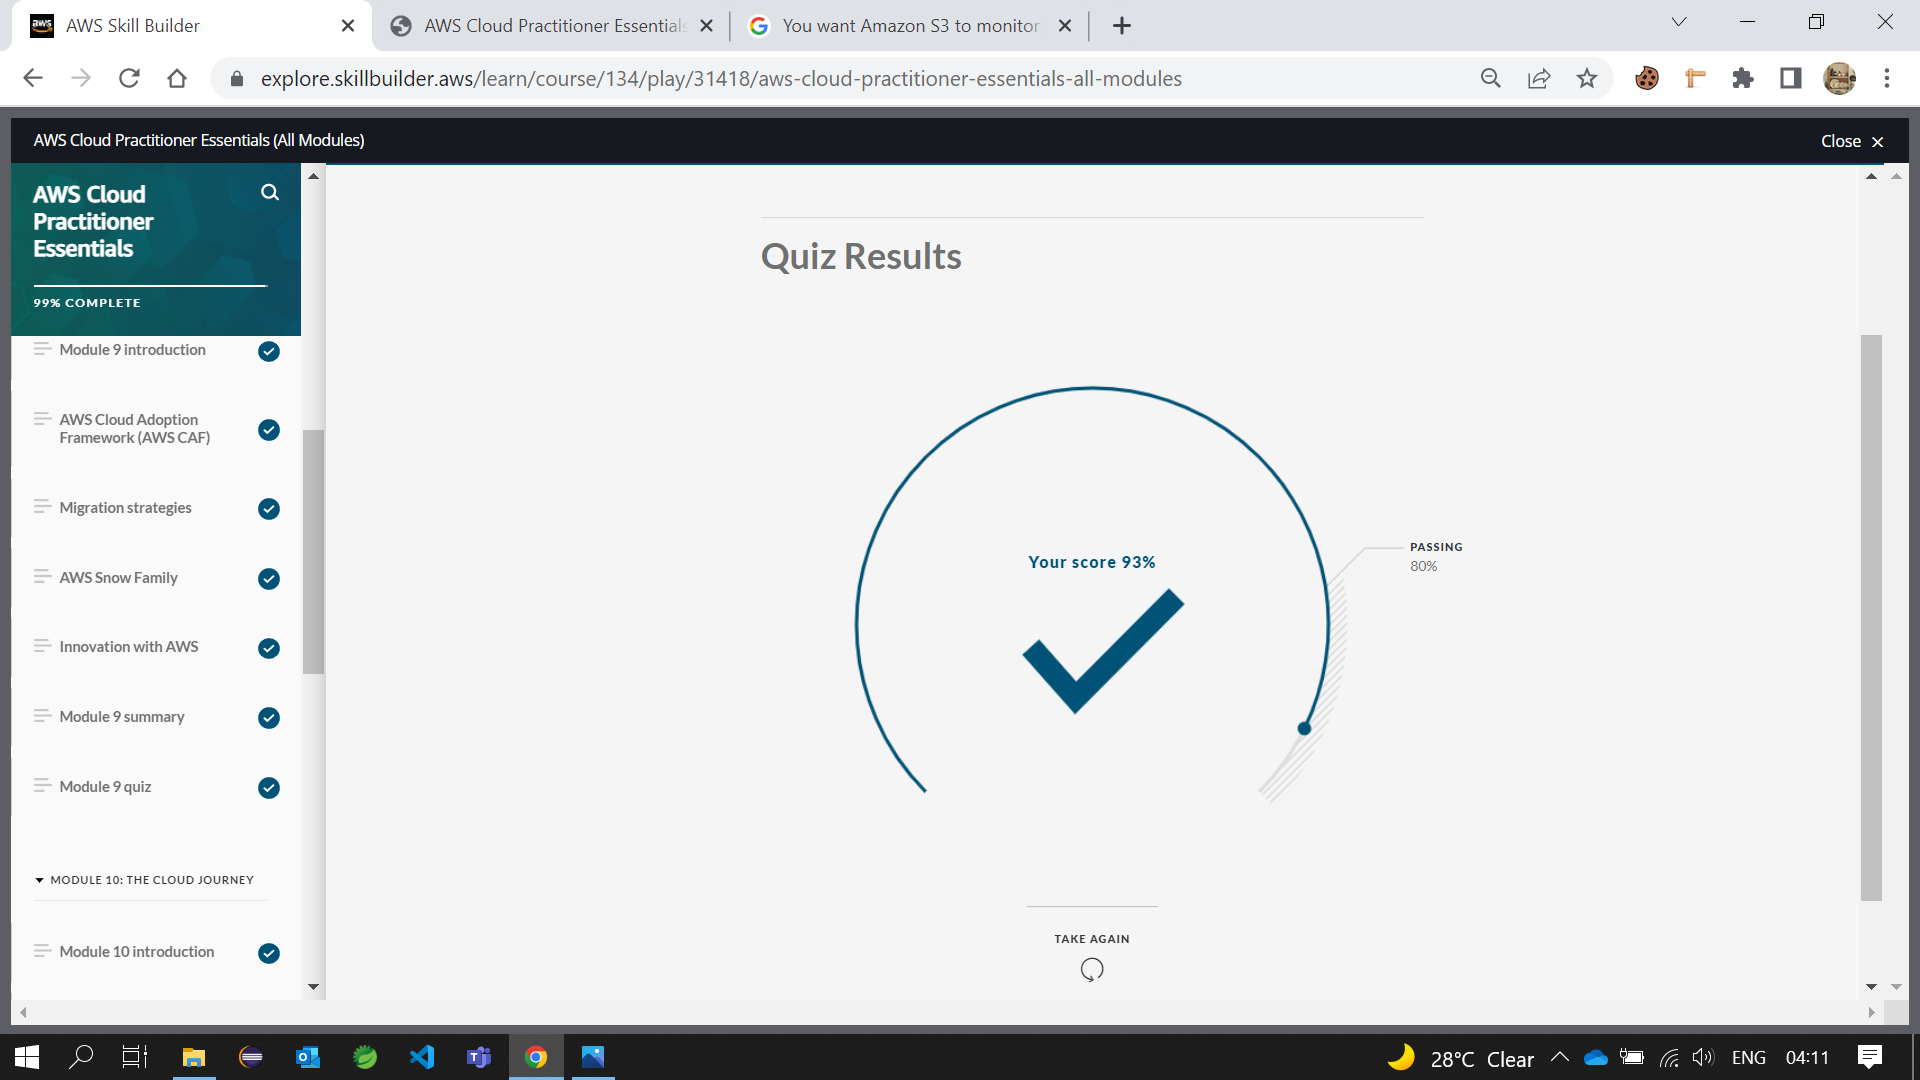 AWS Skill Builder
AWS Cloud Practitioner Essentials
You want Amazon S3 to monitor
explore.skillbuilder.aws/learn/course/134/play/31418/aws-cloud-practitioner-essentials-all-modules
AWS Cloud Practitioner Essentials (All Modules)
Close
AWS Cloud
Practitioner
Essentials
99% COMPLETE
Module 9 introduction
AWS Cloud Adoption
Framework (AWS CAF)
Migration strategies
AWS Snow Family
Innovation with AWS
Module 9 summary
Module 9 quiz
MODULE 10: THE CLOUD JOURNEY
Module 10 introduction
Quiz Results
Your score 93%
PASSING
80%
TAKE AGAIN
28°C Clear
ENG
04:11